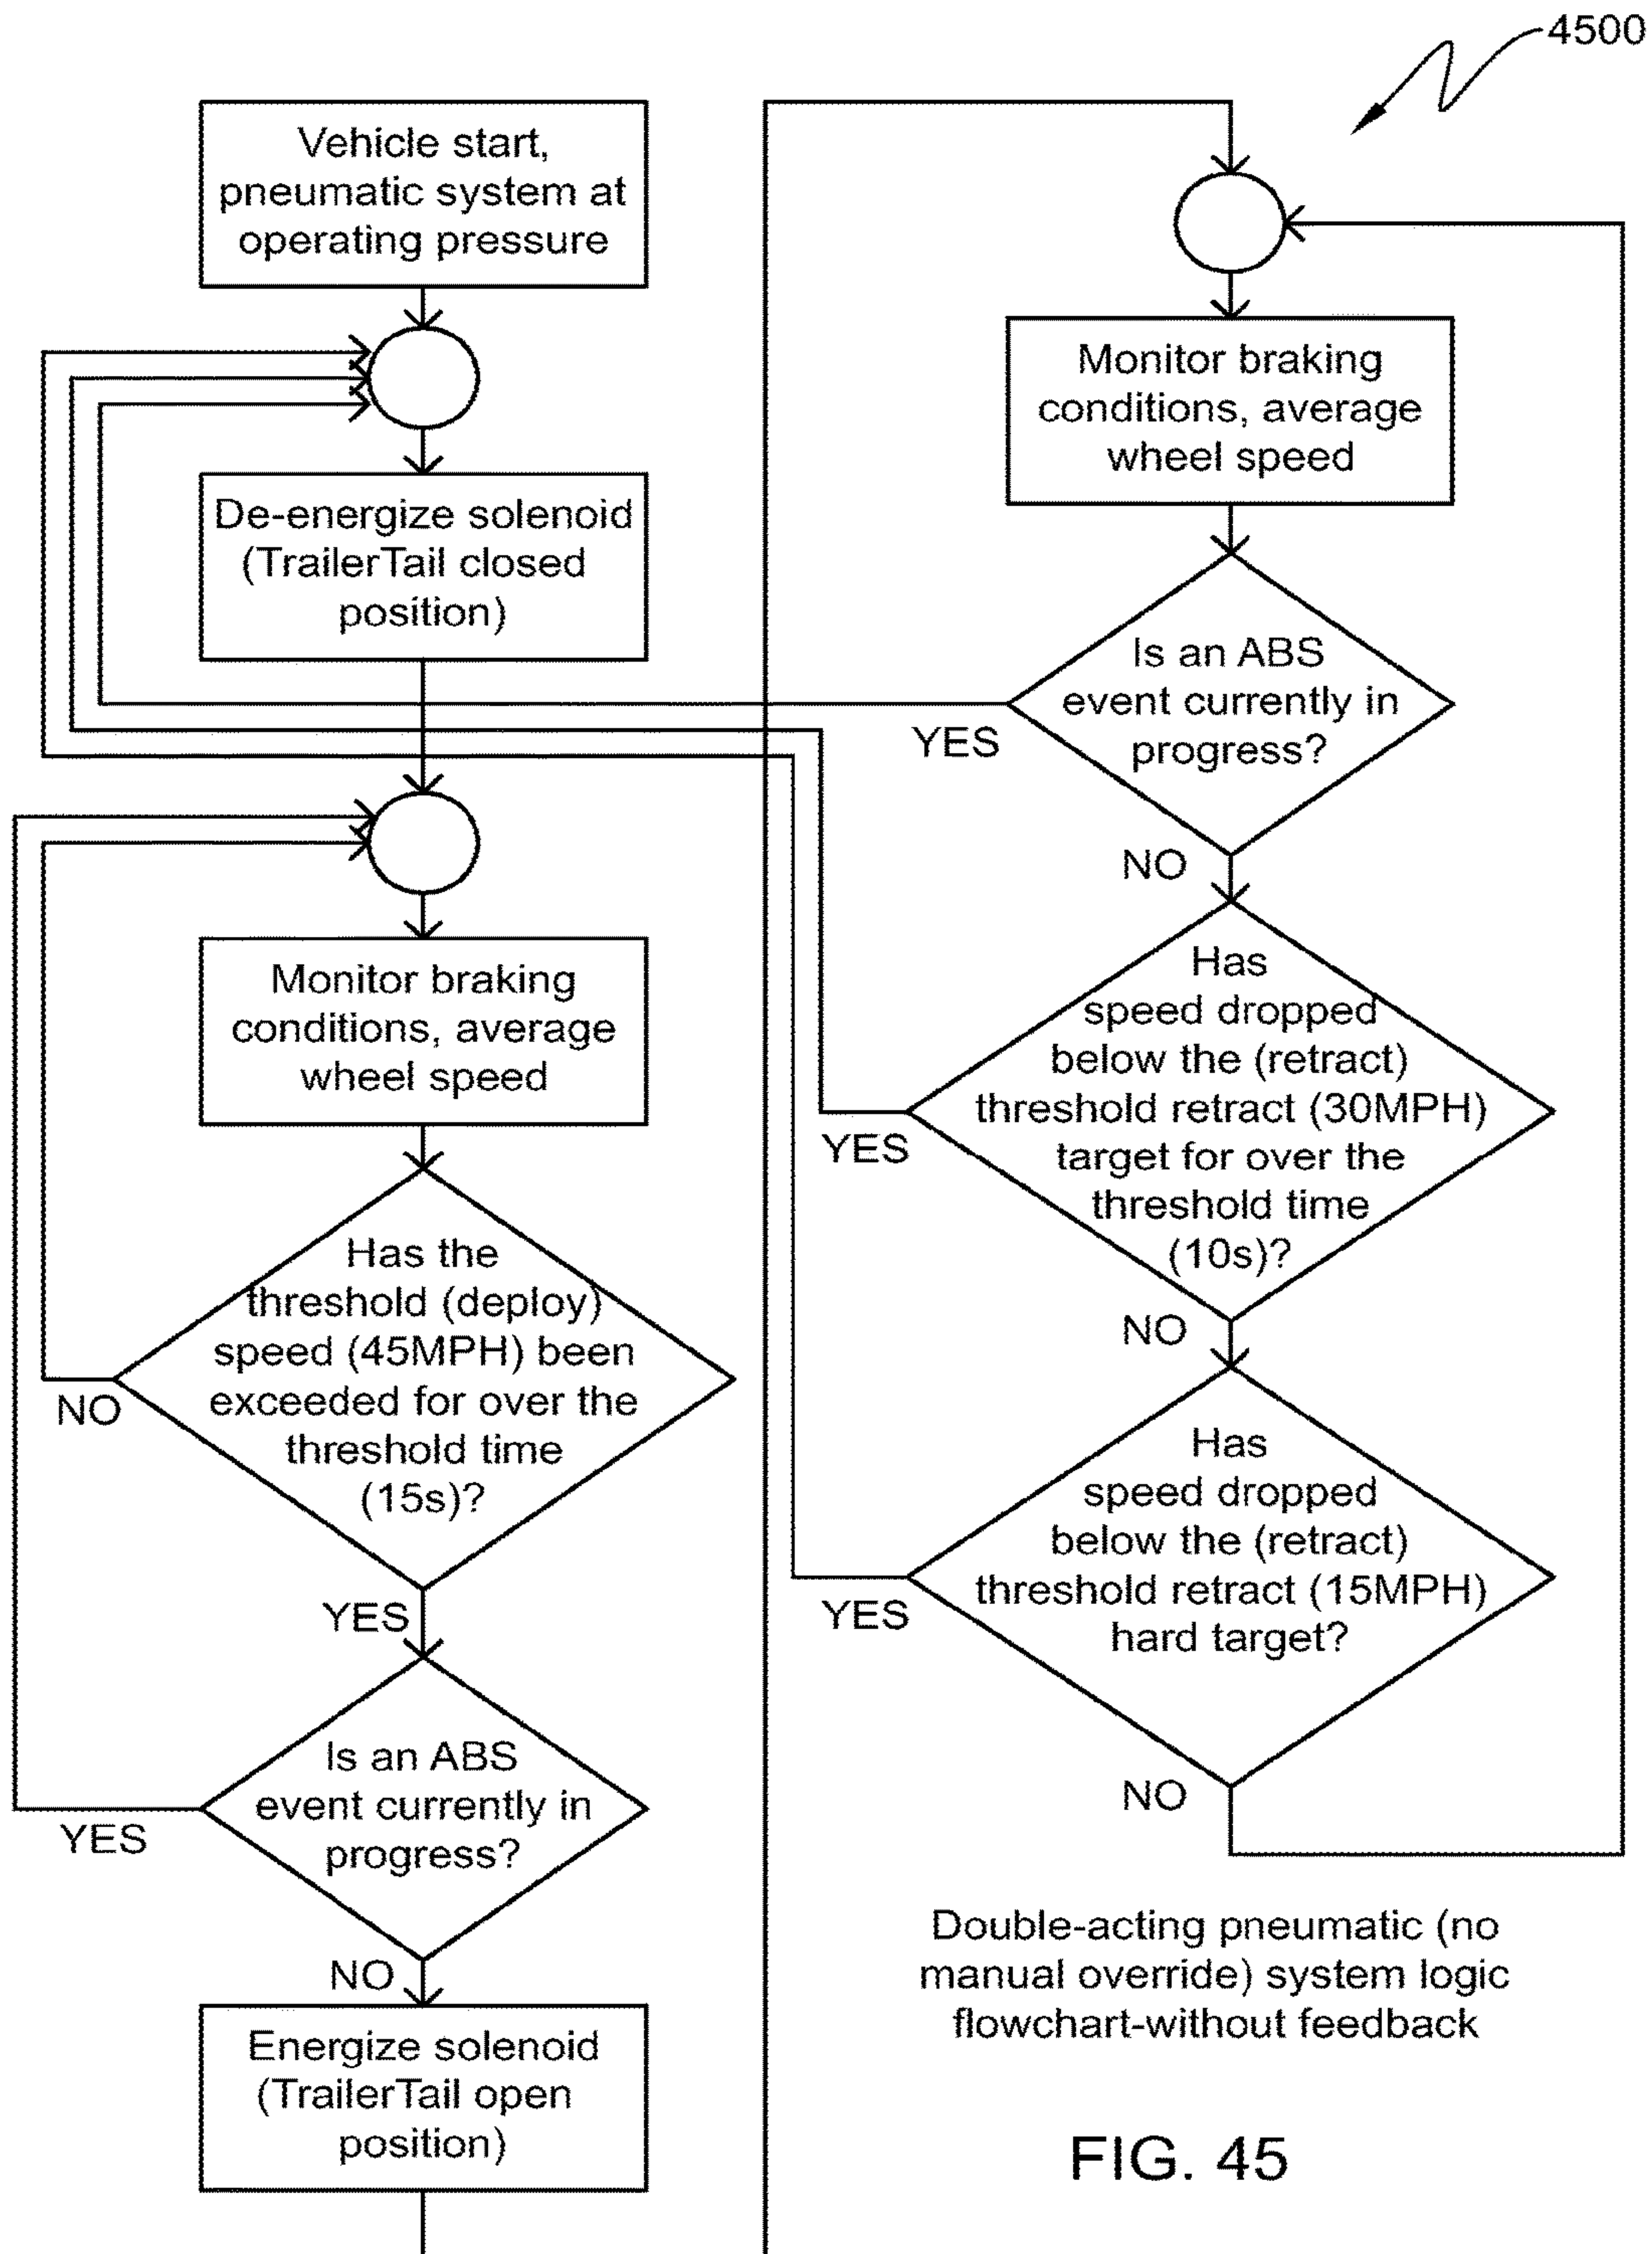 4500
Vehicle start,
pneumatic system at
operating pressure
De-energize solenoid
(TrailerTail closed
position)
Monitor braking
conditions, average
wheel speed
Has the
threshold (deploy)
speed (45MPH) been
exceeded for over the
threshold time
(15s)?
NO
YES
Is an ABS
event currently in
progress?
YES
NO
Energize solenoid
(TrailerTail open
position)
Monitor braking
conditions, average
wheel speed
Is an ABS
event currently in
progress?
YES
NO
Has
speed dropped
below the (retract)
threshold retract (30MPH)
target for over the
threshold time
(10s)?
YES
NO
Has
speed dropped
below the (retract)
threshold retract (15MPH)
hard target?
YES
NO
Double-acting pneumatic (no
manual override) system logic
flowchart-without feedback
FIG. 45